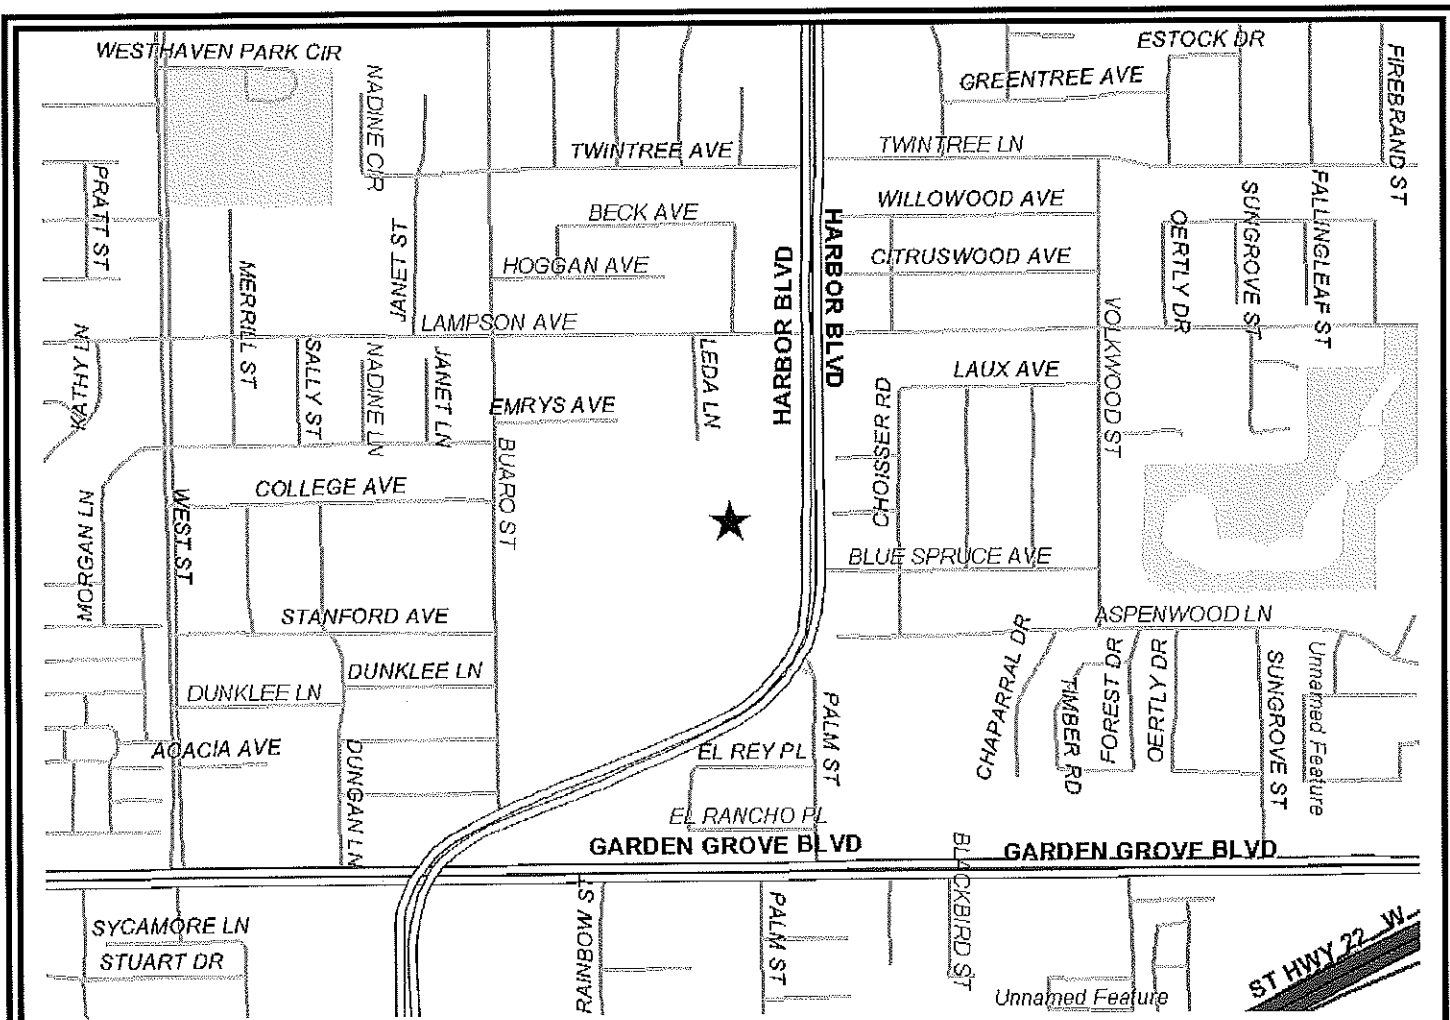 WESTHAVEN PARK CIR
ESTOCK DR
GREENTREE AVE
FIREBRAND ST
NADINE CIR
TWINTREE AVE
TWINTREE LN
PRATT ST
BECK AVE
WILLOWOOD AVE
OERTLY DR
SUNGROVE ST
FALLINGLEAF ST
JANET ST
HOGGAN AVE
HARBOR BLVD
HARBOR BLVD
CITRUSWOOD AVE
MERRILL ST
LAMPSON AVE
VOLKWOOD ST
KATHY LN
SALLY ST
NADINE LN
JANET LN
LEDA LN
LAUX AVE
EMRYS AVE
CHOISSER RD
BUARO ST
COLLEGE AVE
MORGAN LN
WEST ST
BLUE SPRUCE AVE
STANFORD AVE
ASPENWOOD LN
CHAPARRAL DR
TIMBER RD
FOREST DR
OERTLY DR
SUNGROVE ST
Unnamed Feature
DUNKLEE LN
DUNKLEE LN
PALM ST
ACACIA AVE
DUNGAN LN
EL REY PL
EL RANCHO PL
GARDEN GROVE BLVD
GARDEN GROVE BLVD
BLACKBIRD ST
RAINBOW ST
PALM ST
SYCAMORE LN
STUART DR
ST HWY 22 W
Unnamed Feature